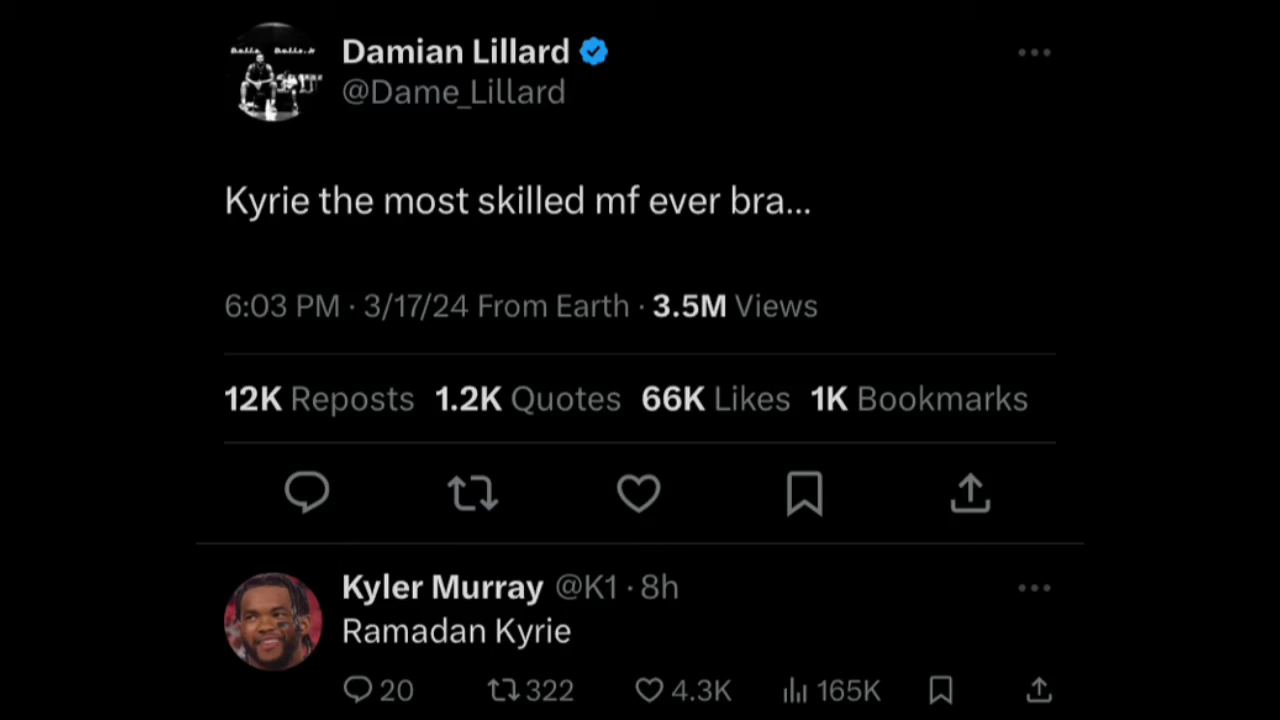 Damian Lillard
@Dame_Lillard
Kyrie the most skilled mf ever bra...
6:03 PM · 3/17/24 From Earth · 3.5M Views
12K Reposts 1.2K Quotes 66K Likes 1K Bookmarks
Kyler Murray @K1 · 8h
Ramadan Kyrie
20 322 4.3K 165K